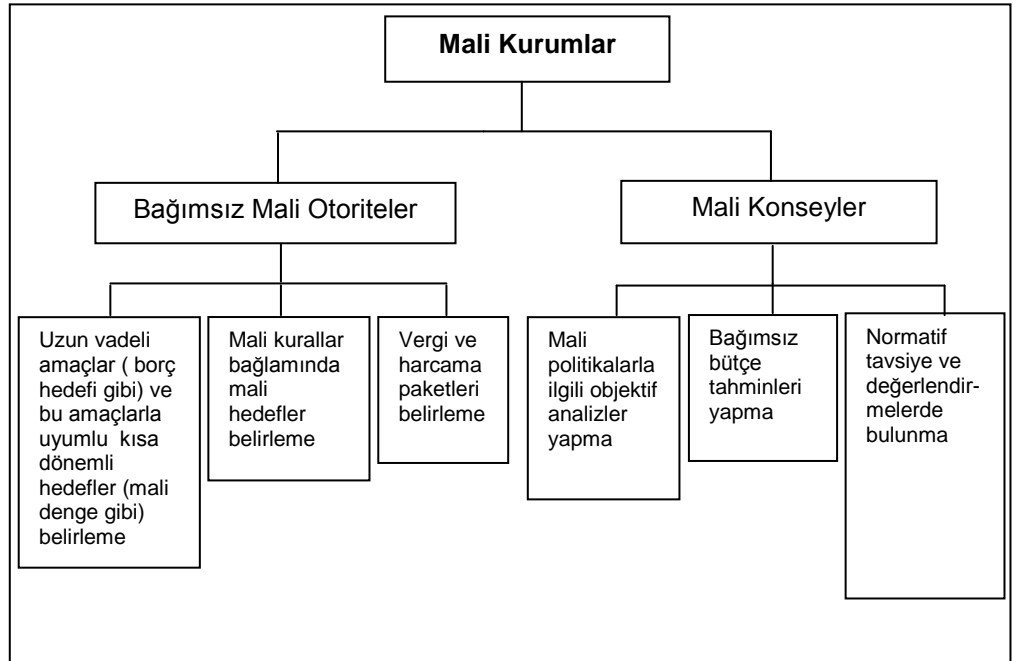 Mali Kurumlar
Bağımsız Mali Otoriteler
Mali Konseyler
Uzun vadeli
amaçlar ( borç
hedefi gibi) ve
bu amaçlarla
uyumlu kısa
dönemli
hedefler (mali
denge gibi)
belirleme
Mali kurallar
bağlamında
mali
hedefler
belirleme
Vergi ve
harcama
paketleri
belirleme
Mali
politikalarla
ilgili objektif
analizler
yapma
Bağımsız
bütçe
tahminleri
yapma
Normatif
tavsiye ve
değerlendir-
melerde
bulunma